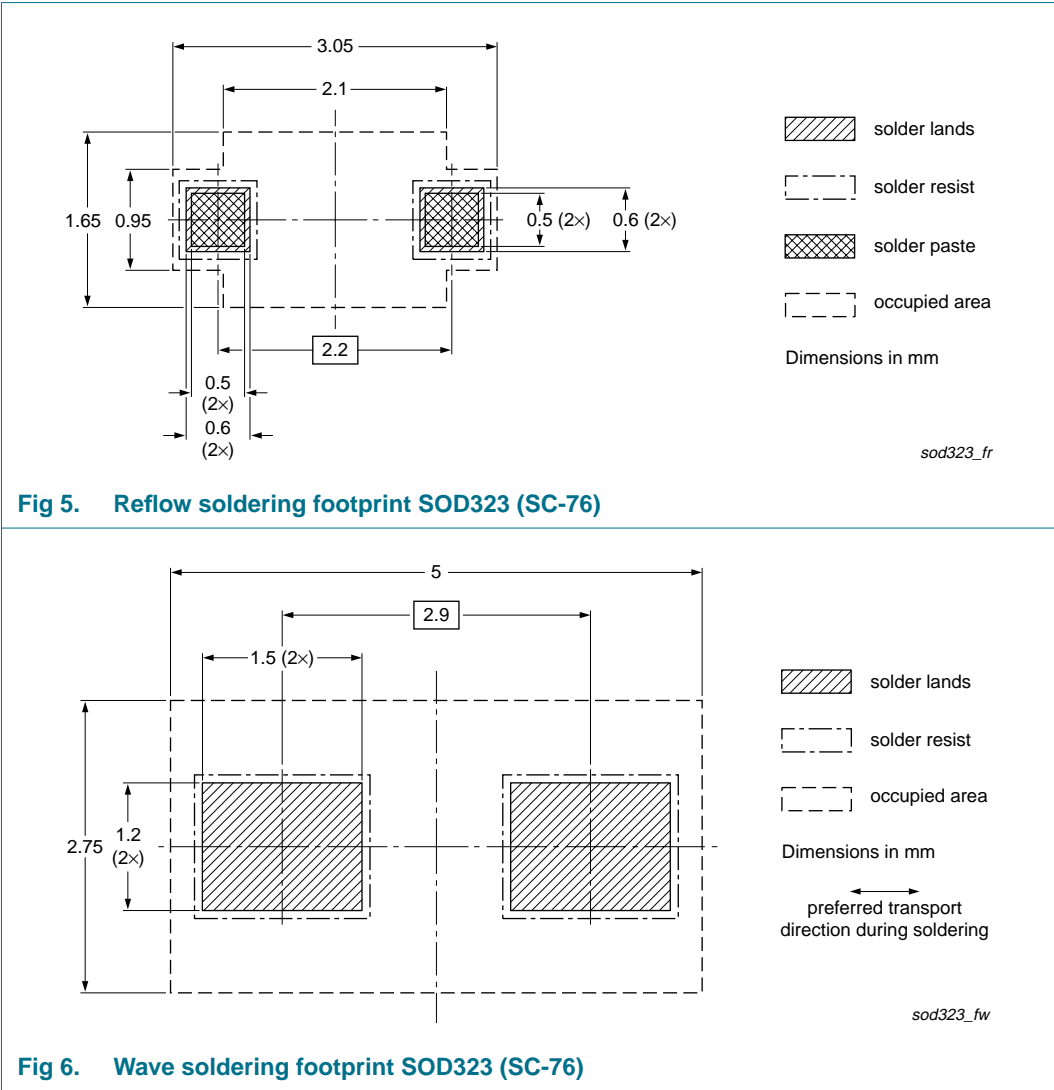 3.05
2.1
solder lands
solder resist
1.65 0.95
0.5 (2×) 0.6 (2×)
solder paste
occupied area
2.2
Dimensions in mm
0.5
(2×)
0.6
(2×)
sod323_fr
Fig 5. Reflow soldering footprint SOD323 (SC-76)
5
2.9
1.5 (2×)
solder lands
solder resist
occupied area
2.75 1.2
(2×)
Dimensions in mm
preferred transport
direction during soldering
sod323_fw
Fig 6. Wave soldering footprint SOD323 (SC-76)